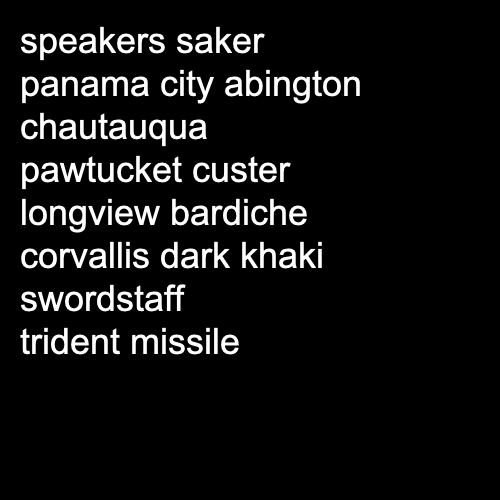 speakers saker
panama city abington
chautauqua
pawtucket custer
longview bardiche
corvallis dark khaki
swordstaff
trident missile